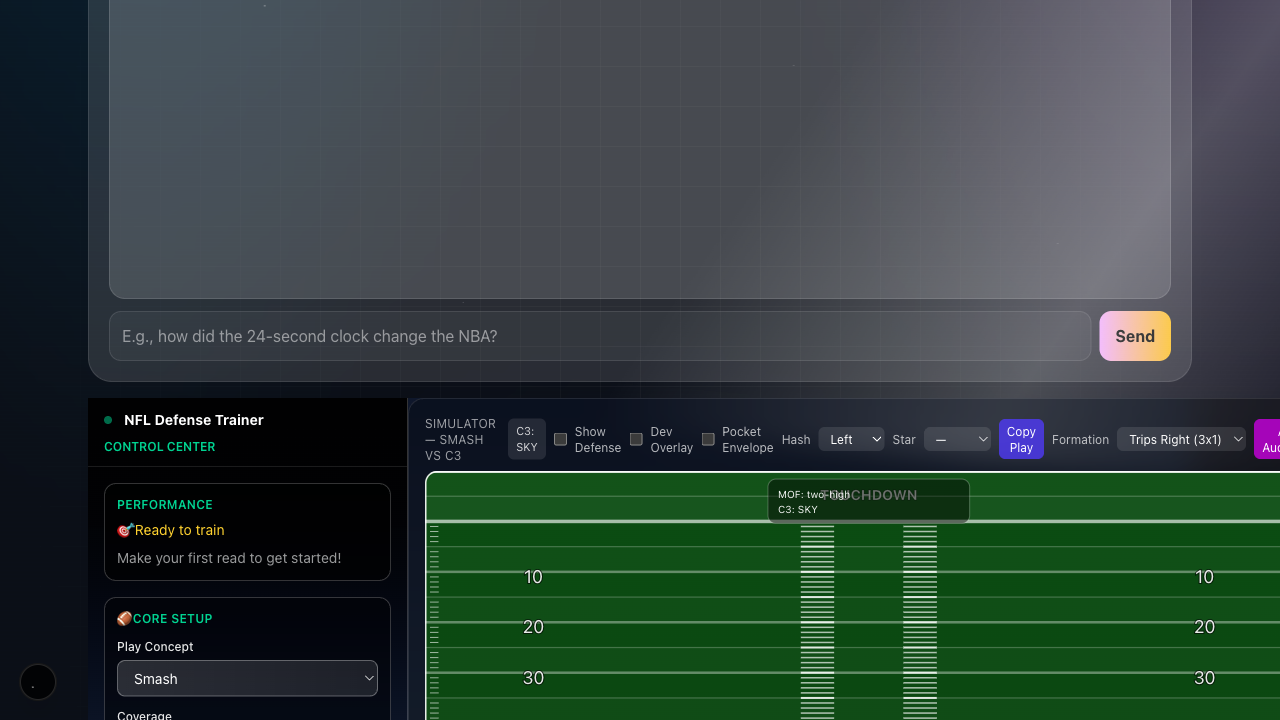 E.g., how did the 24-second clock change the NBA?
Send
NFL Defense Trainer
CONTROL CENTER
PERFORMANCE
🎯Ready to train
Make your first read to get started!
🏈CORE SETUP
Play Concept
Smash
Coverage
SIMULATOR
— SMASH
VS C3
C3:
SKY
Show
Defense
Dev
Overlay
Pocket
Envelope
Hash
Left
Star
—
Copy
Play
Formation
Trips Right (3x1)
MOF: two-high
TOUCHDOWN
C3: SKY
10
10
20
20
30
30